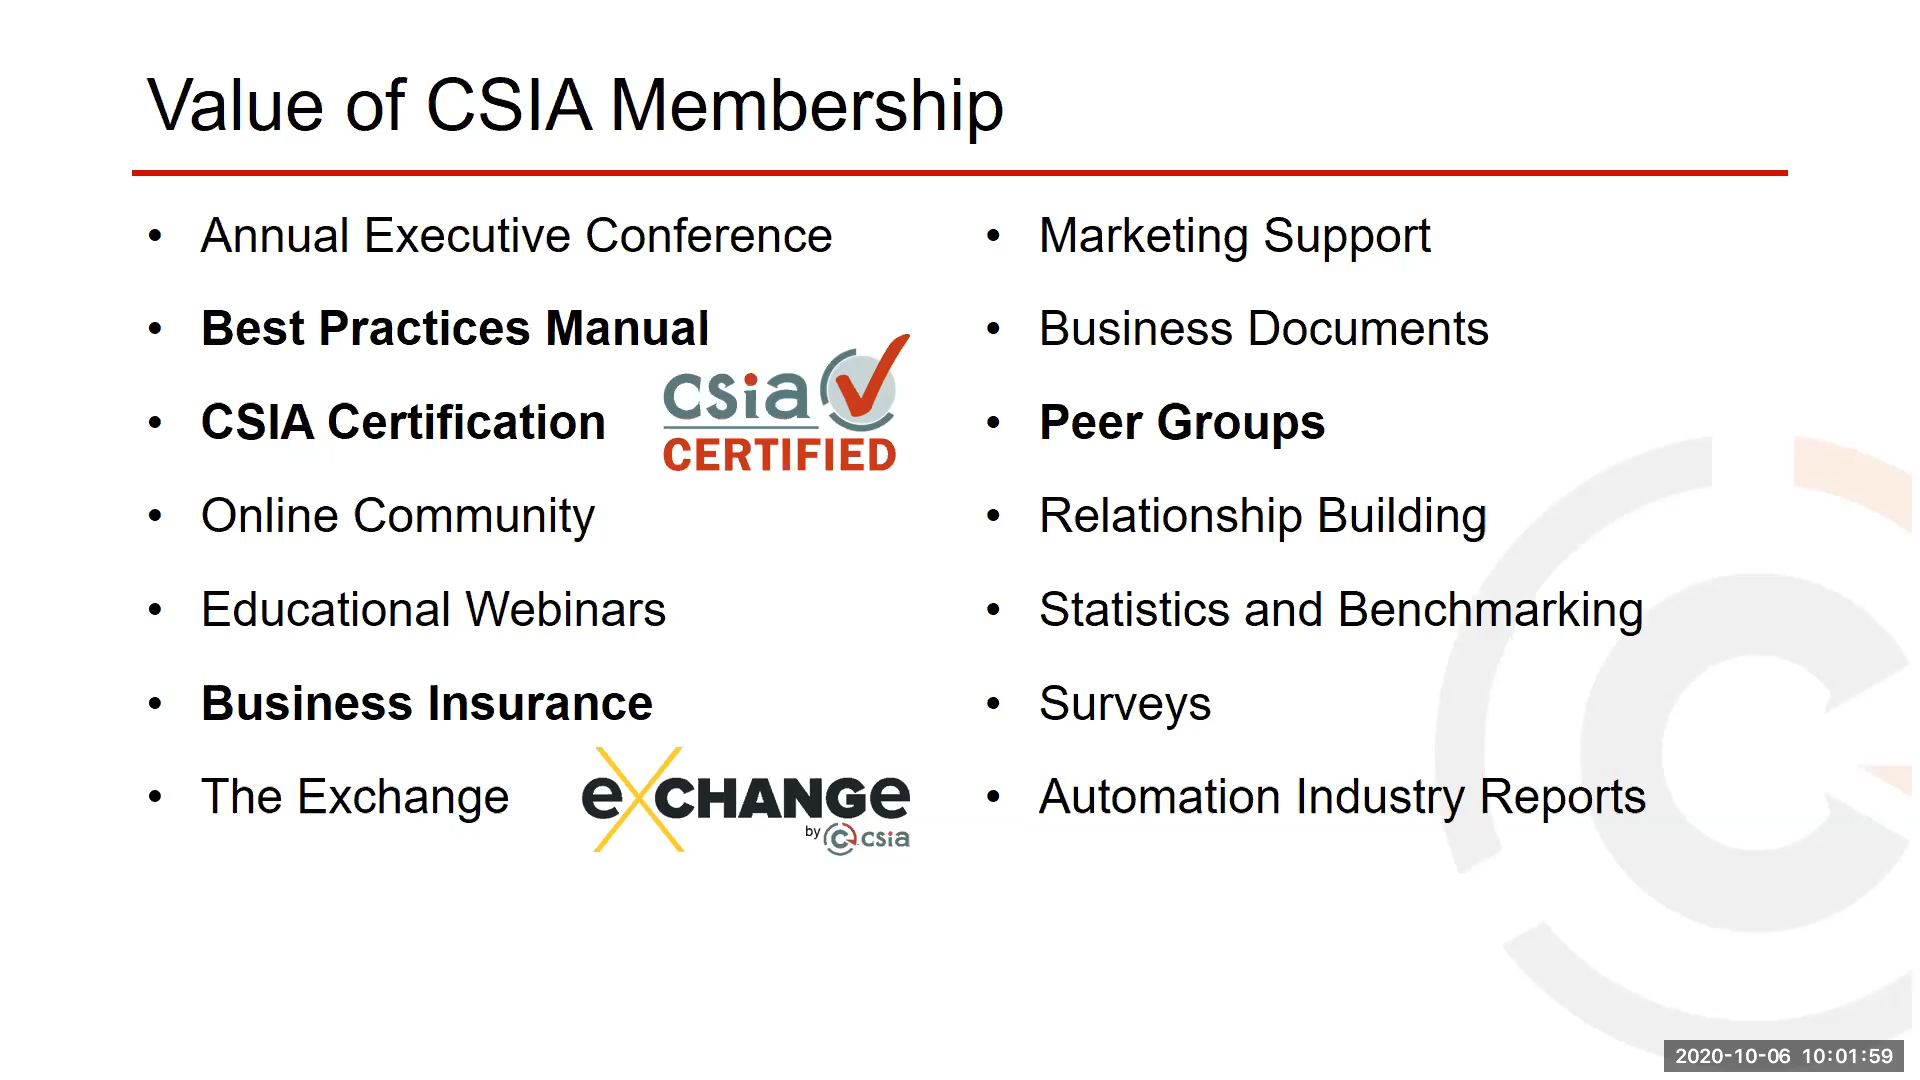 Value of CSIA Membership
• Annual Executive Conference
• Best Practices Manual
• CSIA Certification
csia
CERTIFIED
• Online Community
• Educational Webinars
• Business Insurance
• The Exchange
eXCHANGe
by csia
• Marketing Support
• Business Documents
• Peer Groups
• Relationship Building
• Statistics and Benchmarking
• Surveys
• Automation Industry Reports
2020-10-06 10:01:59